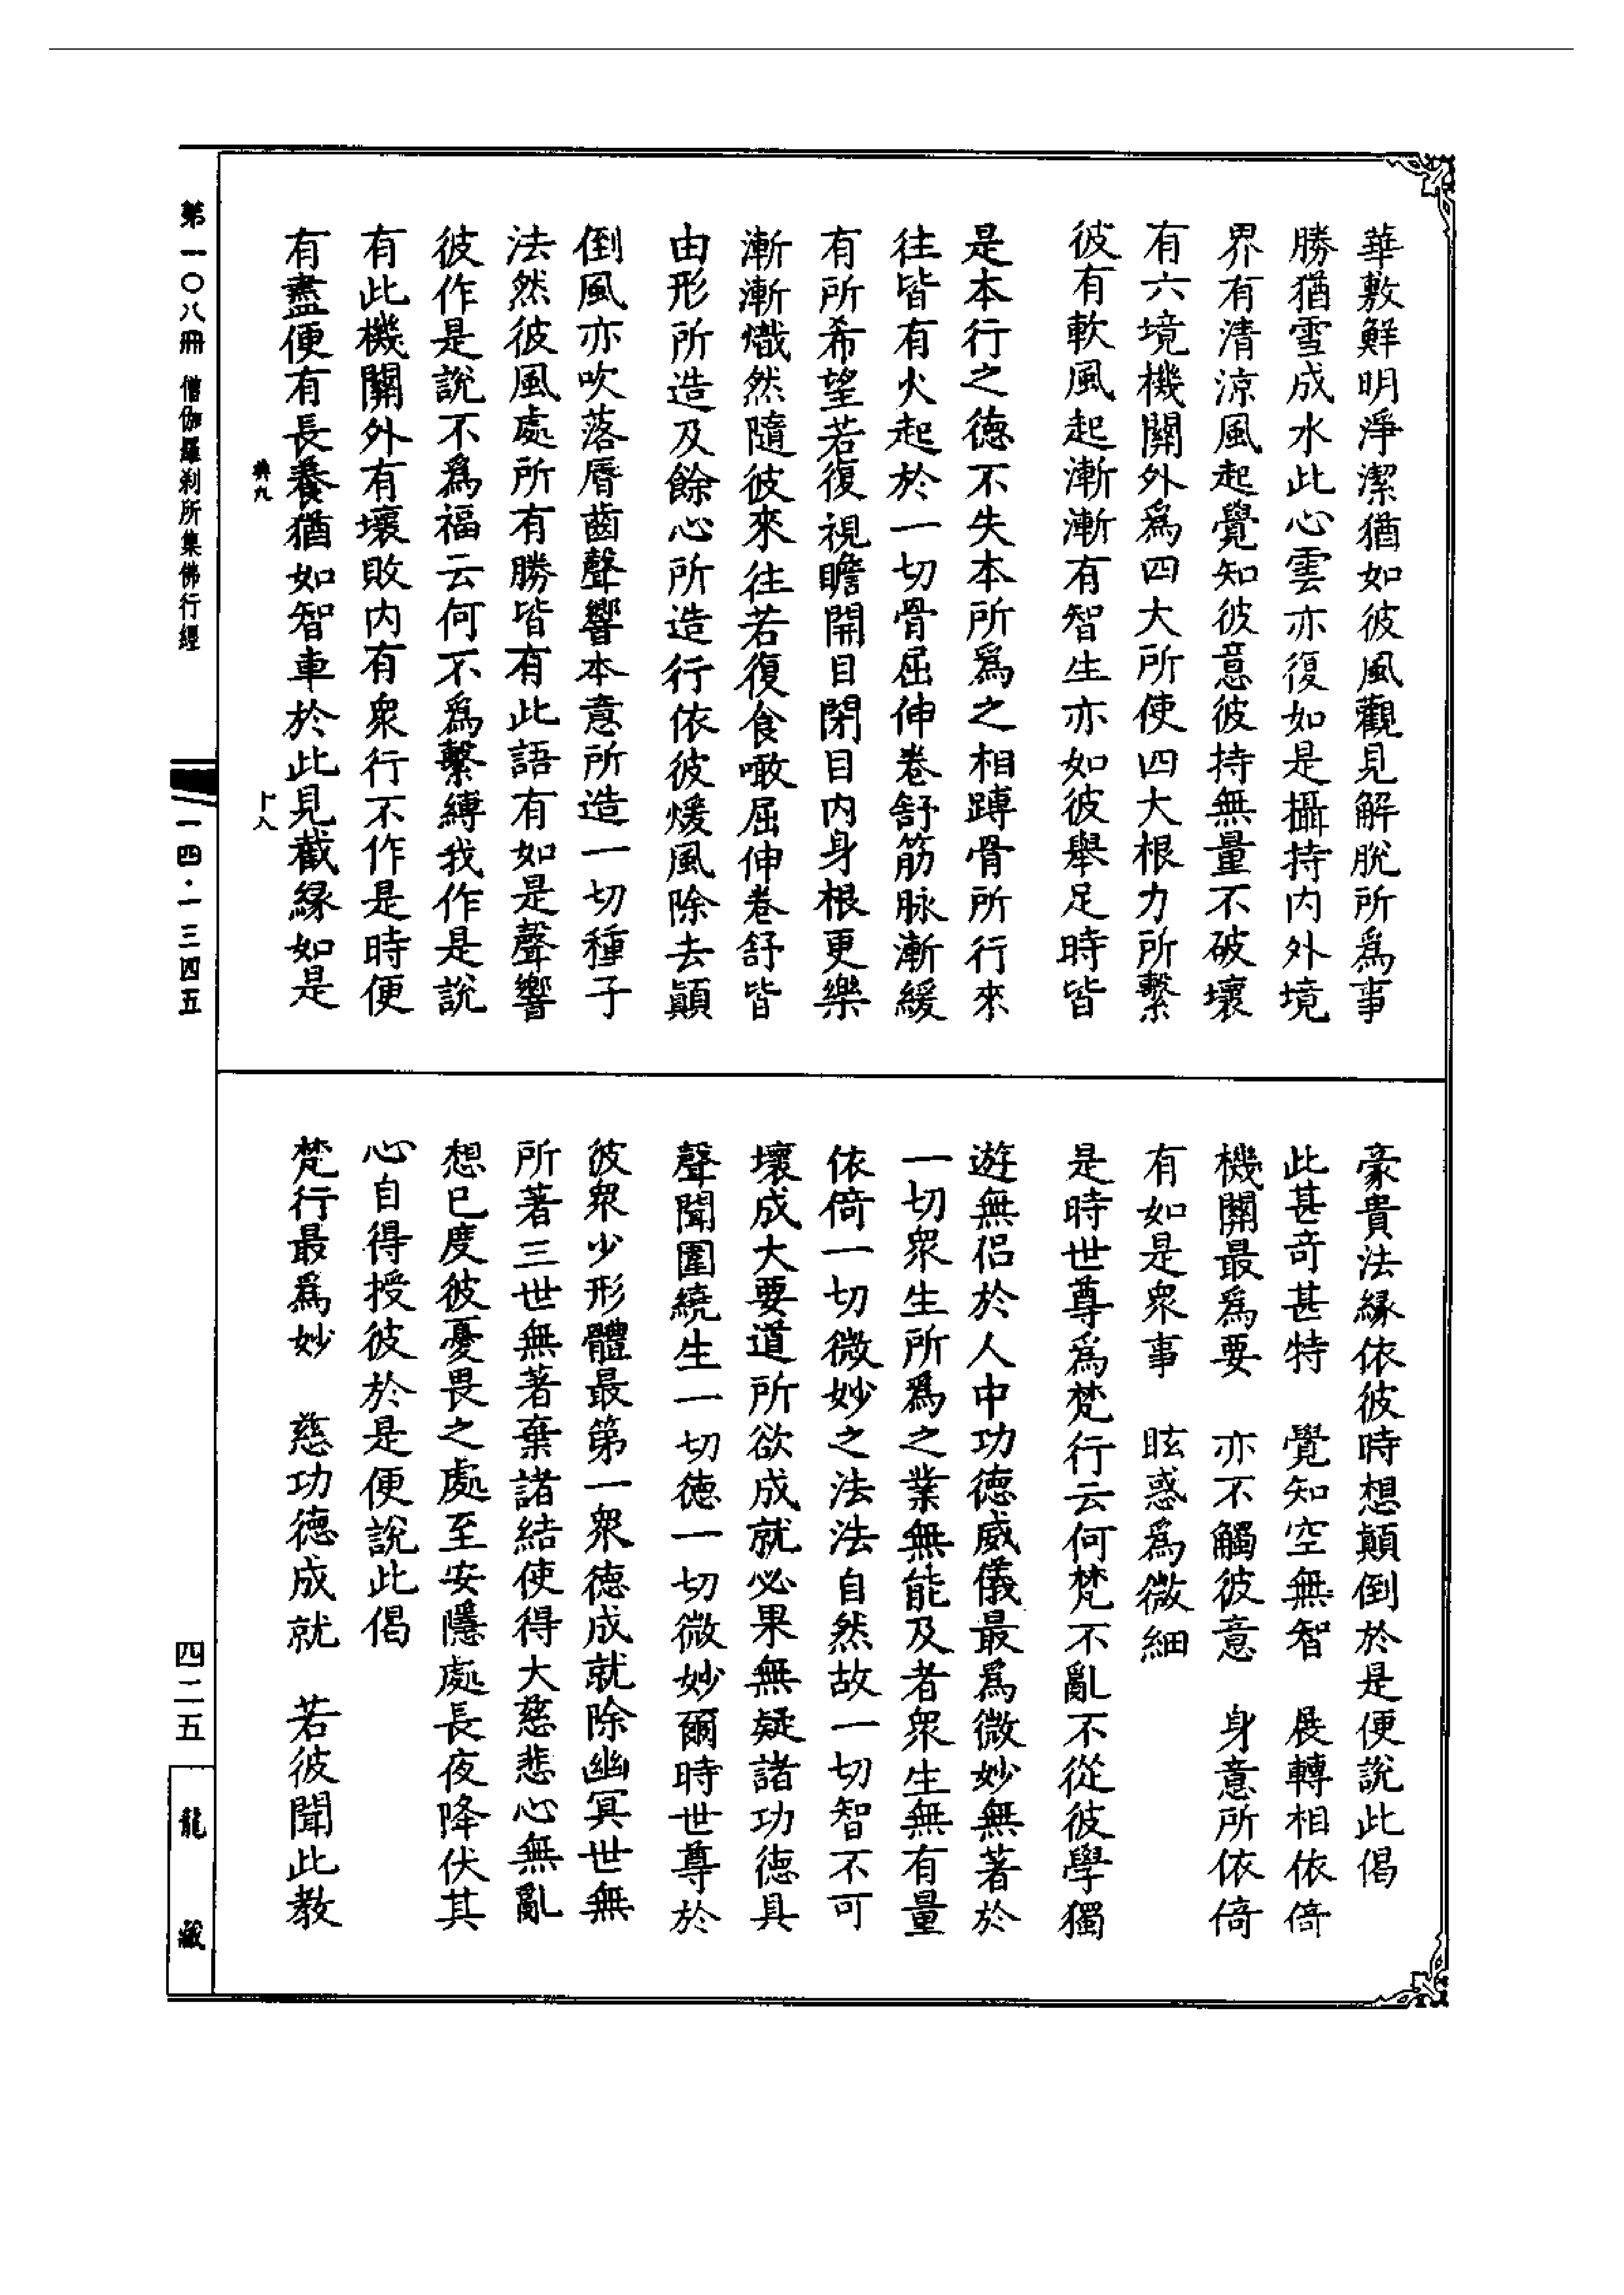 華敷鮮明淨潔猶如彼風觀見解脫所爲事
勝猶雪成水此心雲亦復如是攝持内外境
界有清涼風起覺知彼意彼持無量不破壞
有六境機關外爲四大所使四大根力所繫
彼有軟風起漸漸有智生亦如彼舉足時皆
是本行之德不失本所爲之相蹲骨所行來
往皆有火起於一切骨屈伸卷舒筋脉漸緩
有所希望若復視瞻開目閉目内身根更樂
漸漸熾然隨彼來往若復食噉屈伸卷舒皆
由形所造及餘心所造行依彼煖風除去顚
倒風亦吹落脣齒聲響本意所造一切種子
法然彼風處所有勝皆有此語有如是聲響
彼作是說不爲福云何不爲繫縛我作是說
有此機關外有壞敗内有衆行不作是時便
有盡便有長養猶如智車於此見截緣如是
豪貴法緣依彼時想顚倒於是便說此偈
此甚奇甚特　覺知空無智　展轉相依倚
機關最爲要　亦不觸彼意　身意所依倚
有如是衆事　眩惑爲微細
是時世尊爲梵行云何梵不亂不從彼學獨
遊無侶於人中功德威儀最爲微妙無著於
一切衆生所爲之業無能及者衆生無有量
依倚一切微妙之法法自然故一切智不可
壞成大要道所欲成就必果無疑諸功德具
聲聞圍繞生一切德一切微妙爾時世尊於
彼衆少形體最第一衆德成就除幽冥世無
所著三世無著棄諸結使得大慈悲心無亂
想已度彼憂畏之處至安隱處長夜降伏其
心自得授彼於是便說此偈
梵行最爲妙　慈功德成就　若彼聞此教
第一〇八冊　僧伽羅刹所集佛行經
一四·一三四五
四二五
龍藏